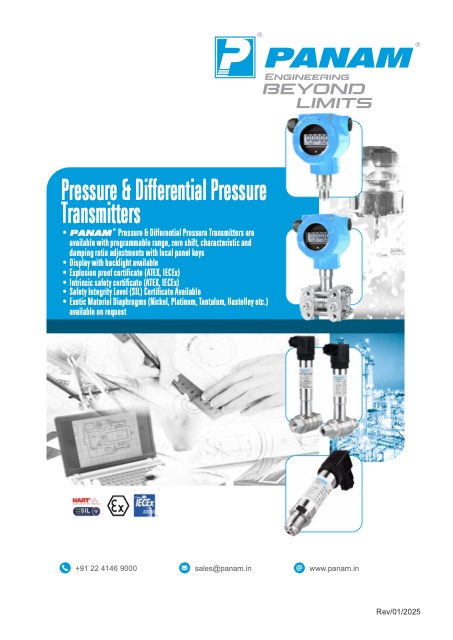 PANAM®
ENGINEERING
BEYOND
LIMITS
Pressure & Differential Pressure
Transmitters
• PANAM® Pressure & Differential Pressure Transmitters are
available with programmable range, zero shift, characteristic and
damping ratio adjustments with local panel keys
• Display with backlight available
• Explosion proof certificate (ATEX, IECEx)
• Intrinsic safety certificate (ATEX, IECEx)
• Safety Integrity Level (SIL) Certificate Available
• Exotic Material Diaphragms (Nickel, Platinum, Tantalum, Hastelloy etc.)
available on request
PANAM
PANAM
PANAM
HART
SIL
Ex
IECEx
+91 22 4146 9000
sales@panam.in
www.panam.in
Rev/01/2025